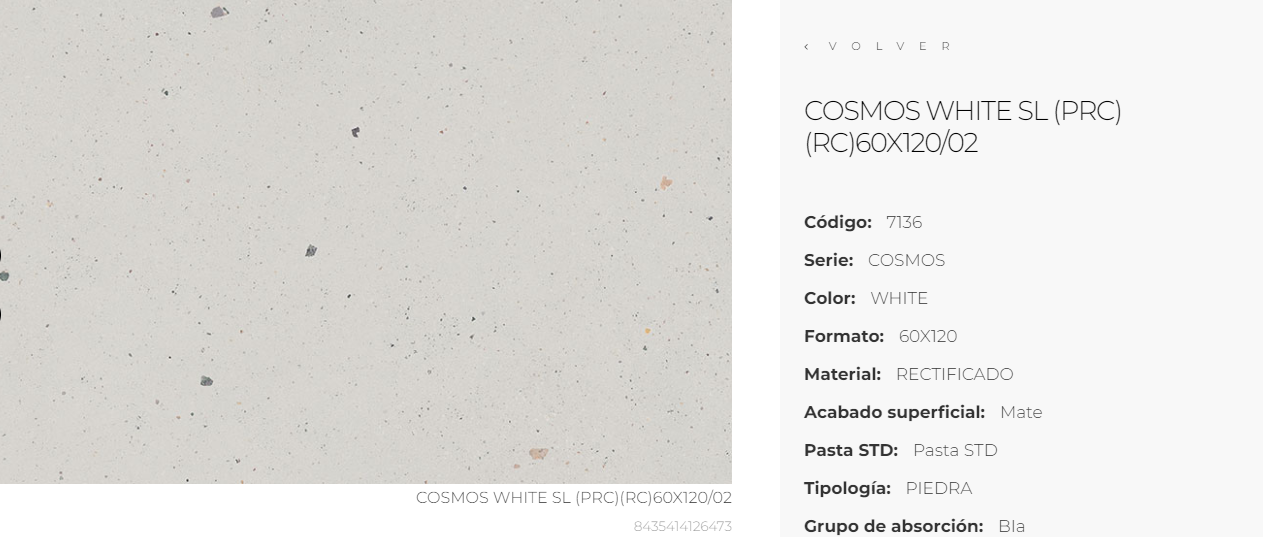 ‹ VOLVER
COSMOS WHITE SL (PRC)
(RC)60X120/02
Código: 7136
Serie: COSMOS
Color: WHITE
Formato: 60X120
Material: RECTIFICADO
Acabado superficial: Mate
Pasta STD: Pasta STD
Tipología: PIEDRA
Grupo de absorción: BIa
COSMOS WHITE SL (PRC)(RC)60X120/02
8435414126473